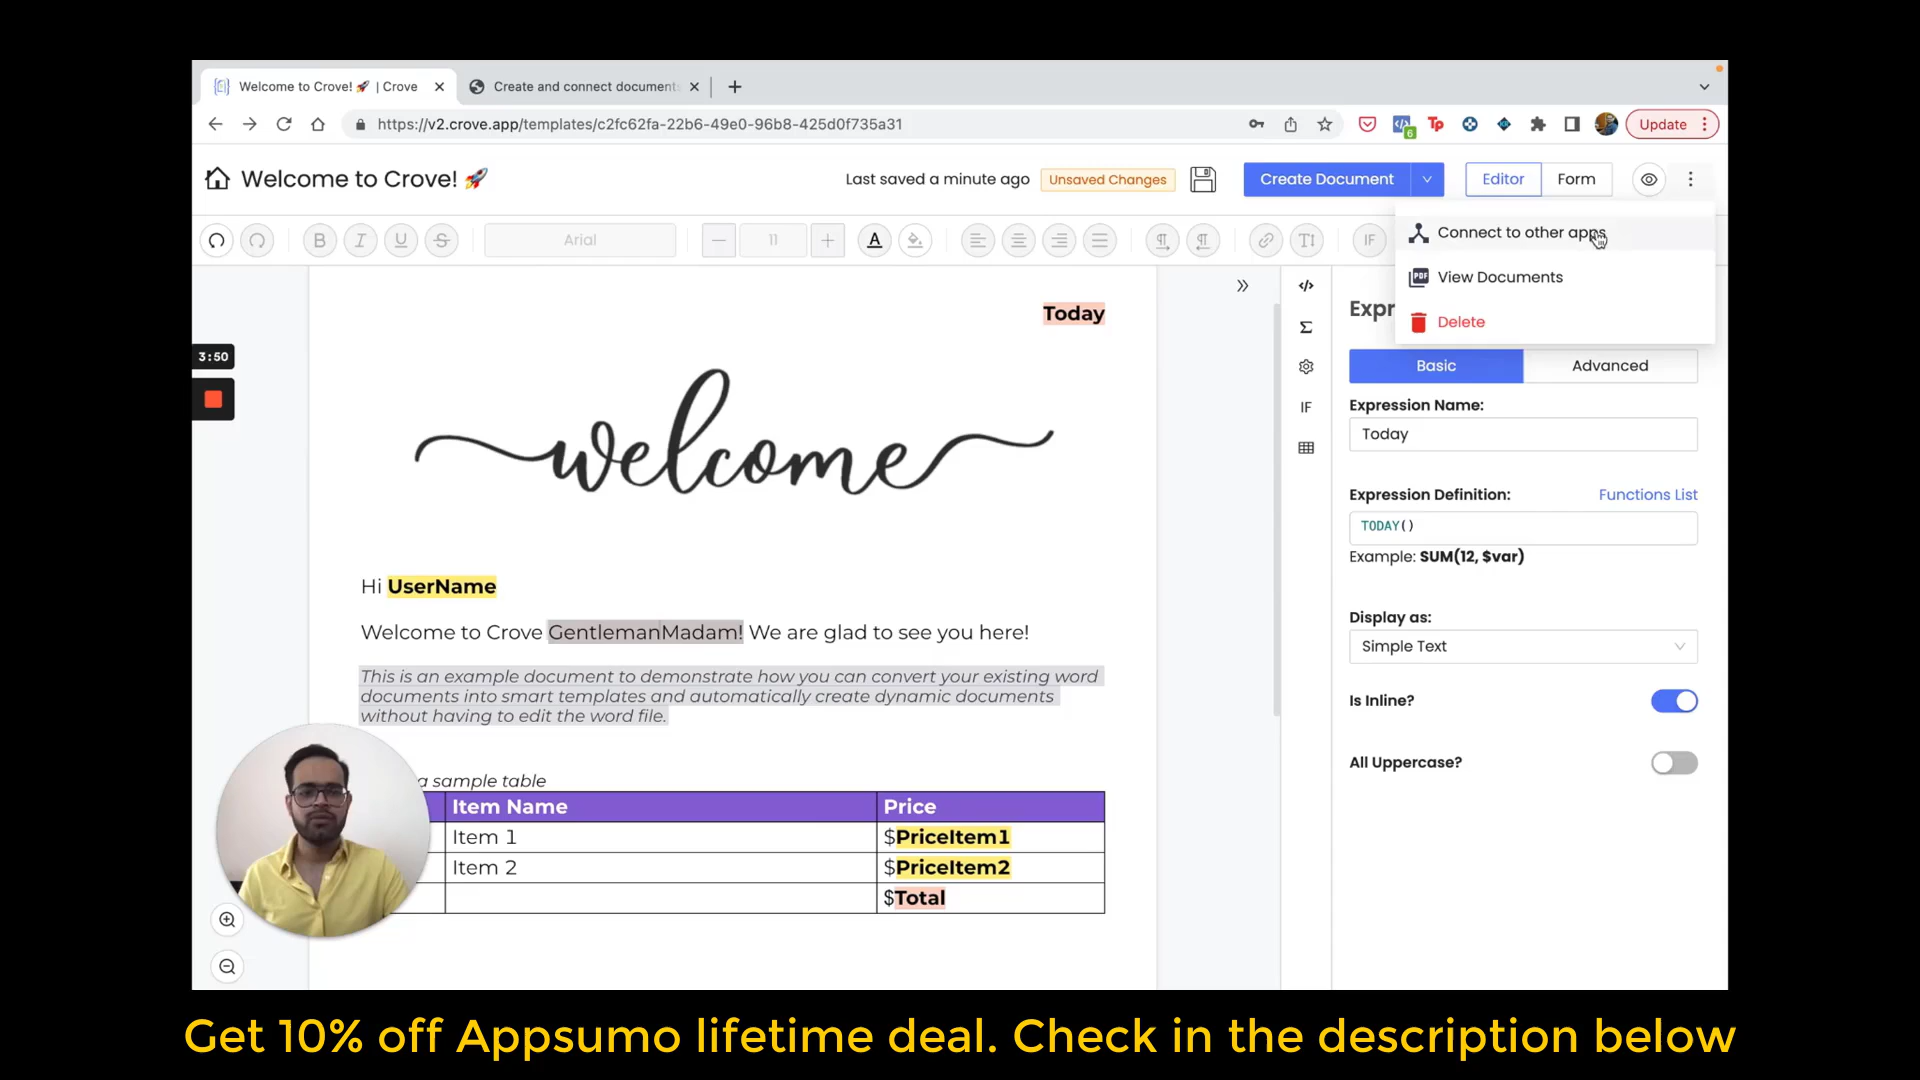 Welcome to Crove! 🚀 | Crove
Create and connect documents
https://v2.crove.app/templates/c2fc62fa-22b6-49e0-96b8-425d0f735a31
6
Tp
Update
Welcome to Crove! 🚀
Last saved a minute ago
Unsaved Changes
Create Document
Editor
Form
B I U S
Arial
11
A
IF
Connect to other apps
PDF View Documents
Delete
Today
welcome
Hi UserName
Welcome to Crove GentlemanMadam! We are glad to see you here!
This is an example document to demonstrate how you can convert your existing word
documents into smart templates and automatically create dynamic documents
without having to edit the word file.
a sample table
Item Name Price
Item 1 $PriceItem1
Item 2 $PriceItem2
$Total
3:50
IF
Expr
Basic Advanced
Expression Name:
Today
Expression Definition: Functions List
TODAY()
Example: SUM(12, $var)
Display as:
Simple Text
Is Inline?
All Uppercase?
Get 10% off Appsumo lifetime deal. Check in the description below